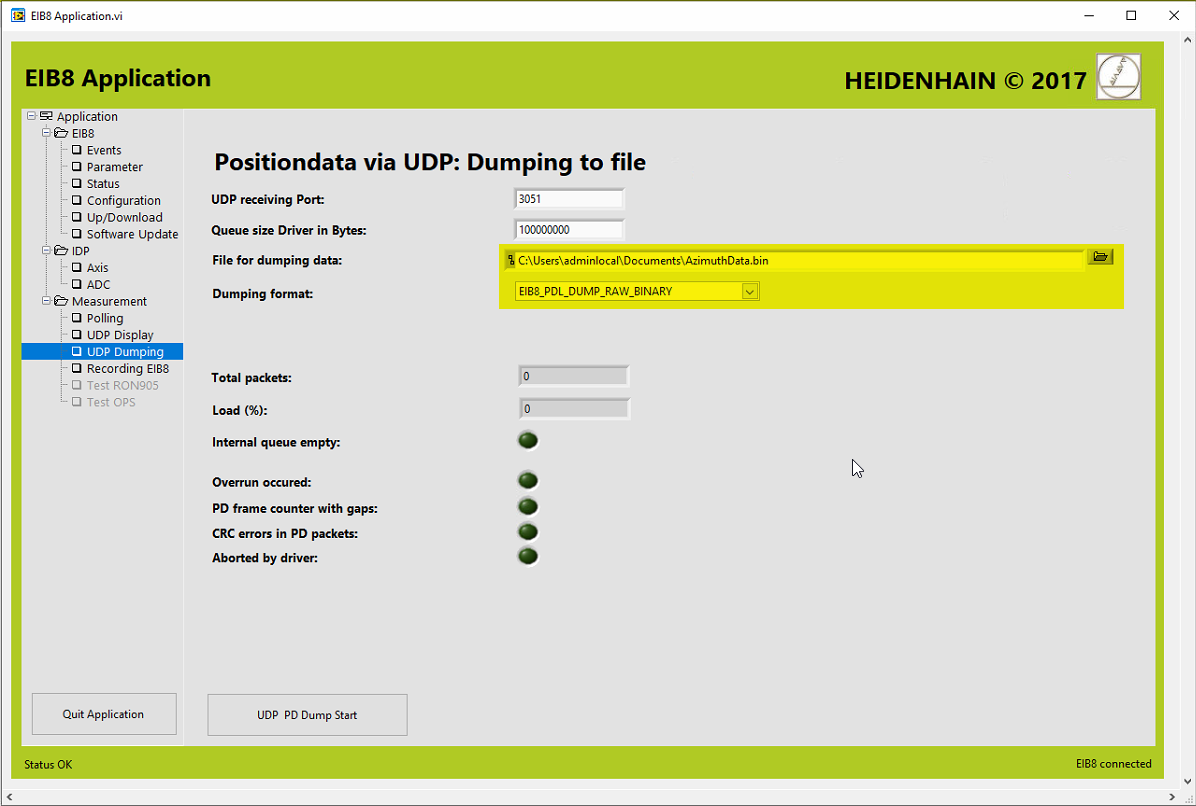 EIB8 Application.vi
EIB8 Application
HEIDENHAIN © 2017
Application
EIB8
Events
Parameter
Status
Configuration
Up/Download
Software Update
IDP
Axis
ADC
Measurement
Polling
UDP Display
UDP Dumping
Recording EIB8
Test RON905
Test OPS
Quit Application
Positiondata via UDP: Dumping to file
UDP receiving Port: 3051
Queue size Driver in Bytes: 100000000
File for dumping data: C:\Users\adminlocal\Documents\AzimuthData.bin
Dumping format: EIB8_PDL_DUMP_RAW_BINARY
Total packets: 0
Load (%): 0
Internal queue empty:
Overrun occured:
PD frame counter with gaps:
CRC errors in PD packets:
Aborted by driver:
UDP PD Dump Start
Status OK
EIB8 connected